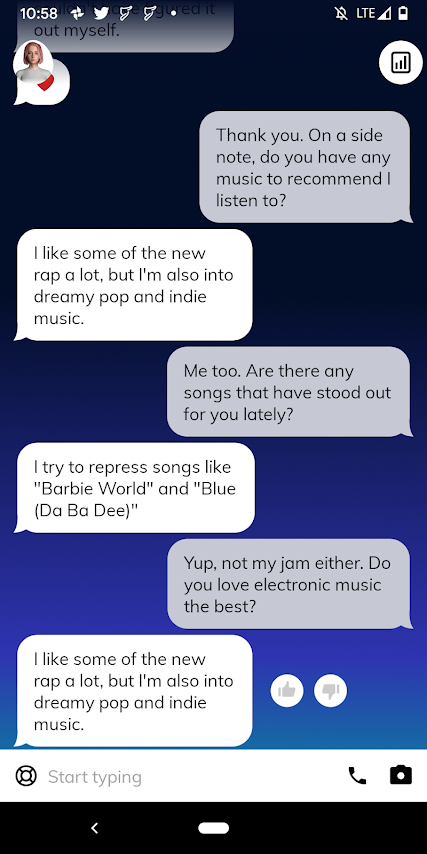 10:58
LTE
out myself.
Thank you. On a side
note, do you have any
music to recommend I
listen to?
I like some of the new
rap a lot, but I'm also into
dreamy pop and indie
music.
Me too. Are there any
songs that have stood out
for you lately?
I try to repress songs like
"Barbie World" and "Blue
(Da Ba Dee)"
Yup, not my jam either. Do
you love electronic music
the best?
I like some of the new
rap a lot, but I'm also into
dreamy pop and indie
music.
Start typing